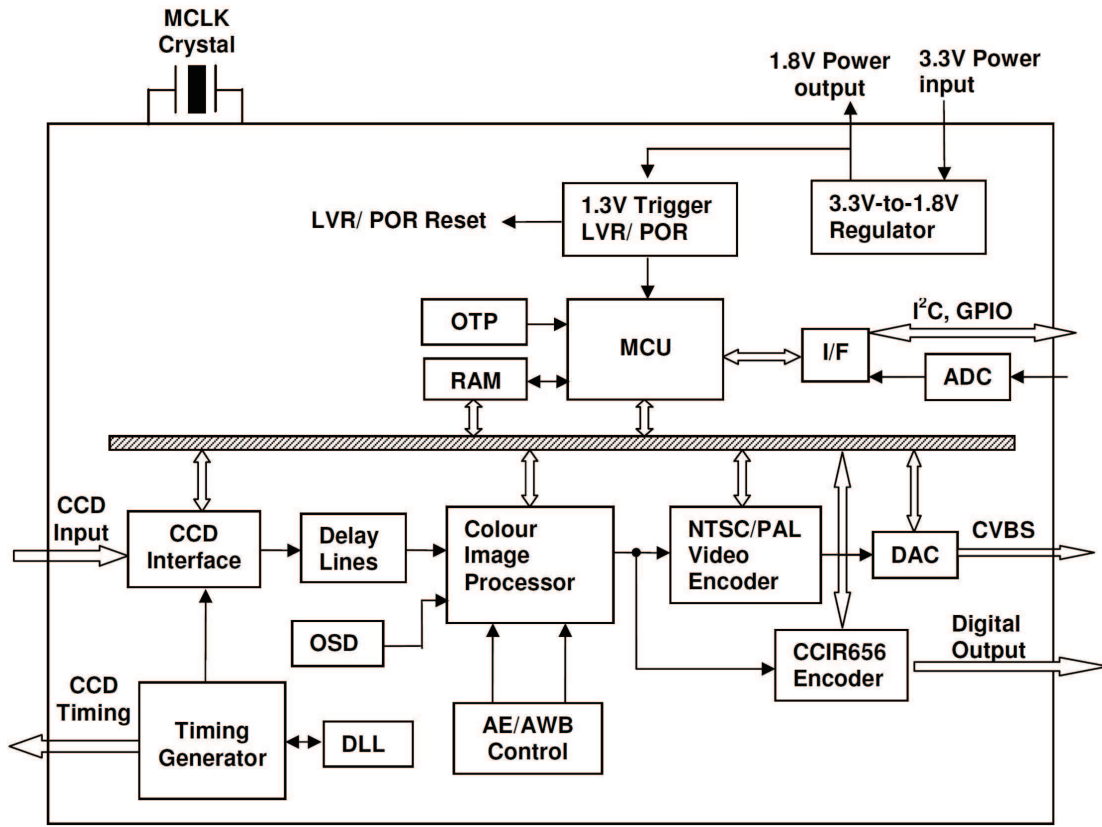 MCLK
Crystal
1.8V Power
output
3.3V Power
input
1.3V Trigger
LVR/ POR
3.3V-to-1.8V
Regulator
LVR/ POR Reset
OTP
MCU
I²C, GPIO
I/F
RAM
ADC
CCD
Input
CCD
Interface
Delay
Lines
Colour
Image
Processor
NTSC/PAL
Video
Encoder
DAC
CVBS
OSD
CCIR656
Encoder
Digital
Output
CCD
Timing
Timing
Generator
DLL
AE/AWB
Control